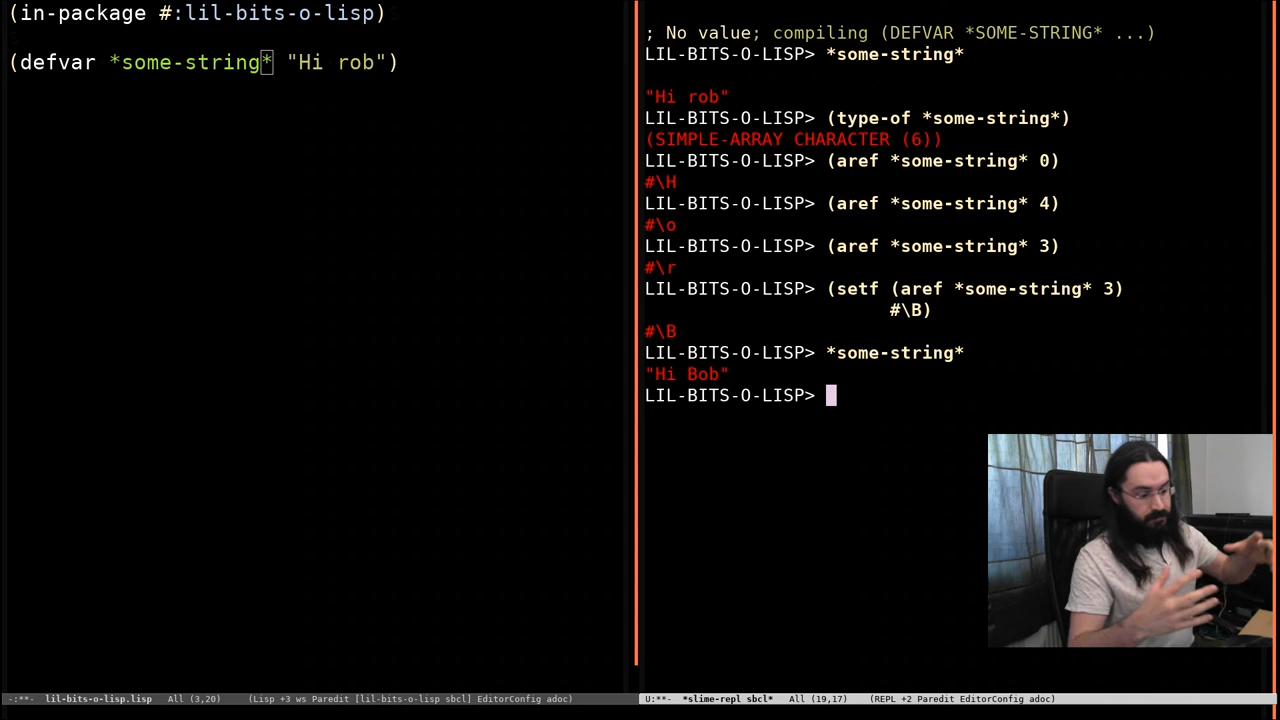 (in-package #:lil-bits-o-lisp)
(defvar *some-string* "Hi rob")
; No value; compiling (DEFVAR *SOME-STRING* ...)
LIL-BITS-O-LISP> *some-string*
"Hi rob"
LIL-BITS-O-LISP> (type-of *some-string*)
(SIMPLE-ARRAY CHARACTER (6))
LIL-BITS-O-LISP> (aref *some-string* 0)
#\H
LIL-BITS-O-LISP> (aref *some-string* 4)
#\o
LIL-BITS-O-LISP> (aref *some-string* 3)
#\r
LIL-BITS-O-LISP> (setf (aref *some-string* 3)
#\B)
#\B
LIL-BITS-O-LISP> *some-string*
"Hi Bob"
LIL-BITS-O-LISP>
-:**-  lil-bits-o-lisp.lisp   All (3,20)     (Lisp +3 ws Paredit [lil-bits-o-lisp sbcl] EditorConfig adoc)
U:**-  *slime-repl sbcl*   All (19,17)    (REPL +2 Paredit EditorConfig adoc)